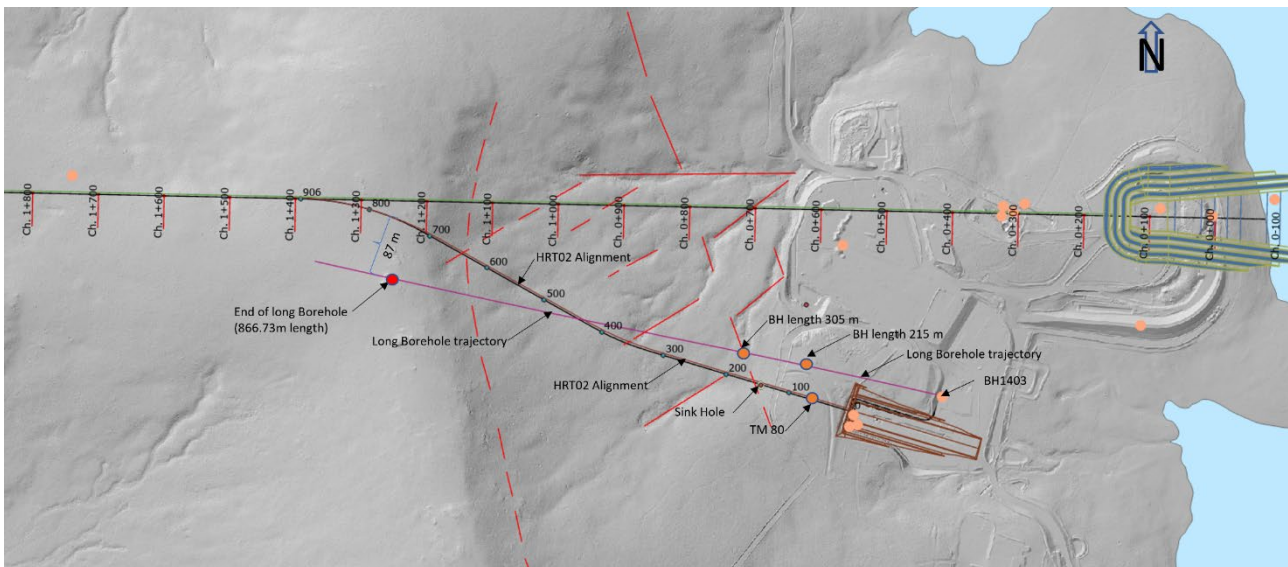 N
Ch. 1+800
Ch. 1+700
Ch. 1+600
Ch. 1+500
Ch. 1+400
Ch. 1+300
Ch. 1+200
Ch. 1+100
Ch. 1+000
Ch. 0+900
Ch. 0+800
Ch. 0+700
Ch. 0+600
Ch. 0+500
Ch. 0+400
Ch. 0+300
Ch. 0+200
Ch. 0+100
Ch. 0+000
Ch. 0-100
906
800
700
600
500
400
300
200
100
87 m
HRT02 Alignment
End of long Borehole
(866.73m length)
Long Borehole trajectory
BH length 305 m
BH length 215 m
Long Borehole trajectory
HRT02 Alignment
BH1403
Sink Hole
TM 80